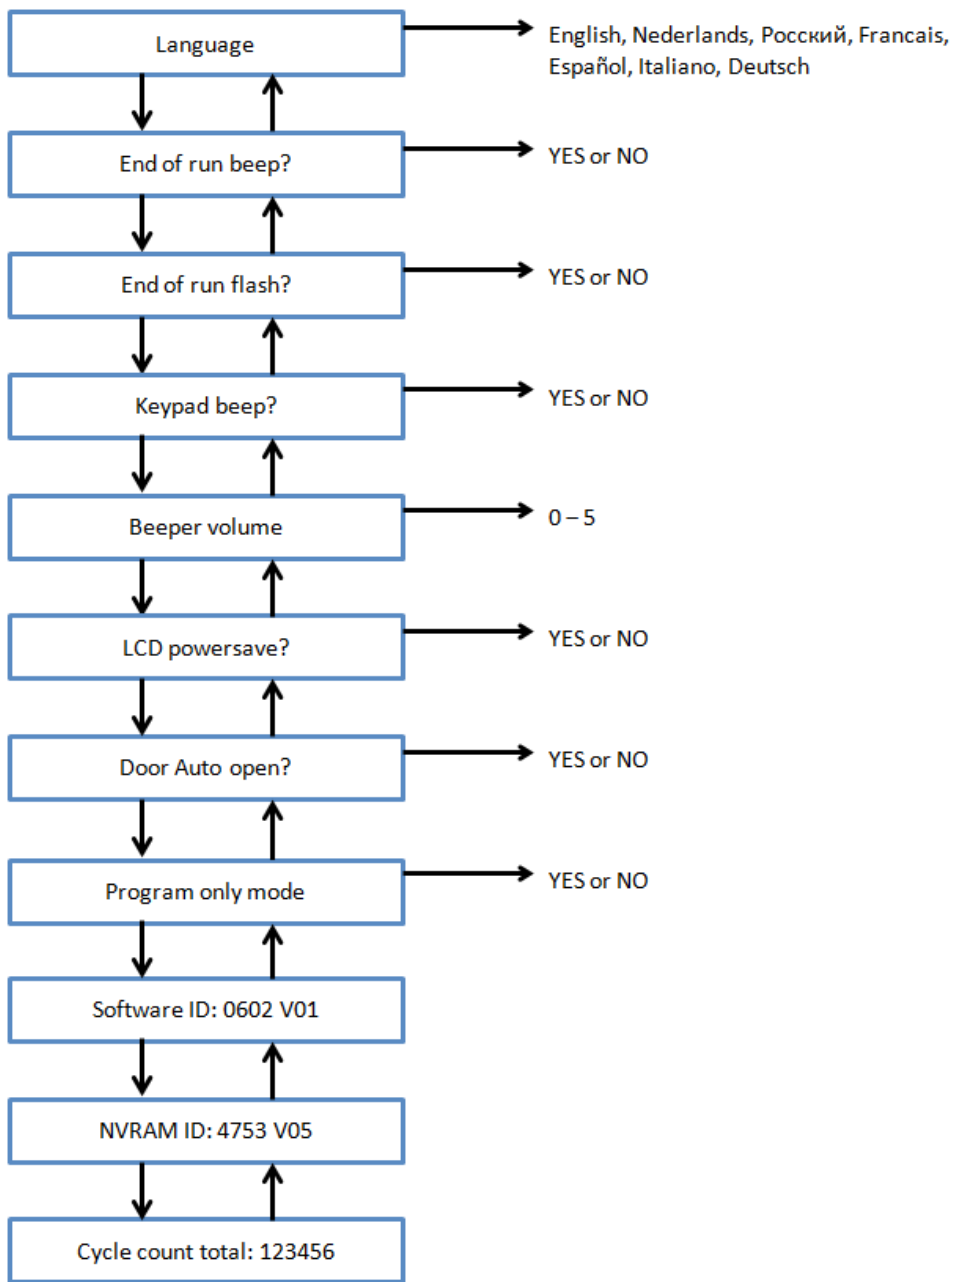 Language
English, Nederlands, Росский, Francais,
Español, Italiano, Deutsch
End of run beep?
YES or NO
End of run flash?
YES or NO
Keypad beep?
YES or NO
Beeper volume
0 – 5
LCD powersave?
YES or NO
Door Auto open?
YES or NO
Program only mode
YES or NO
Software ID: 0602 V01
NVRAM ID: 4753 V05
Cycle count total: 123456